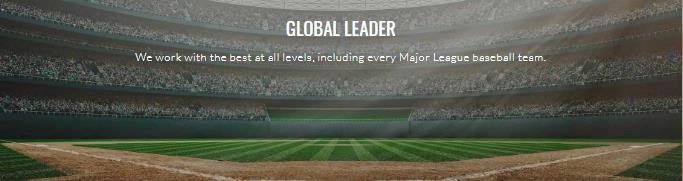 GLOBAL LEADER
We work with the best at all levels, including every Major League baseball team.